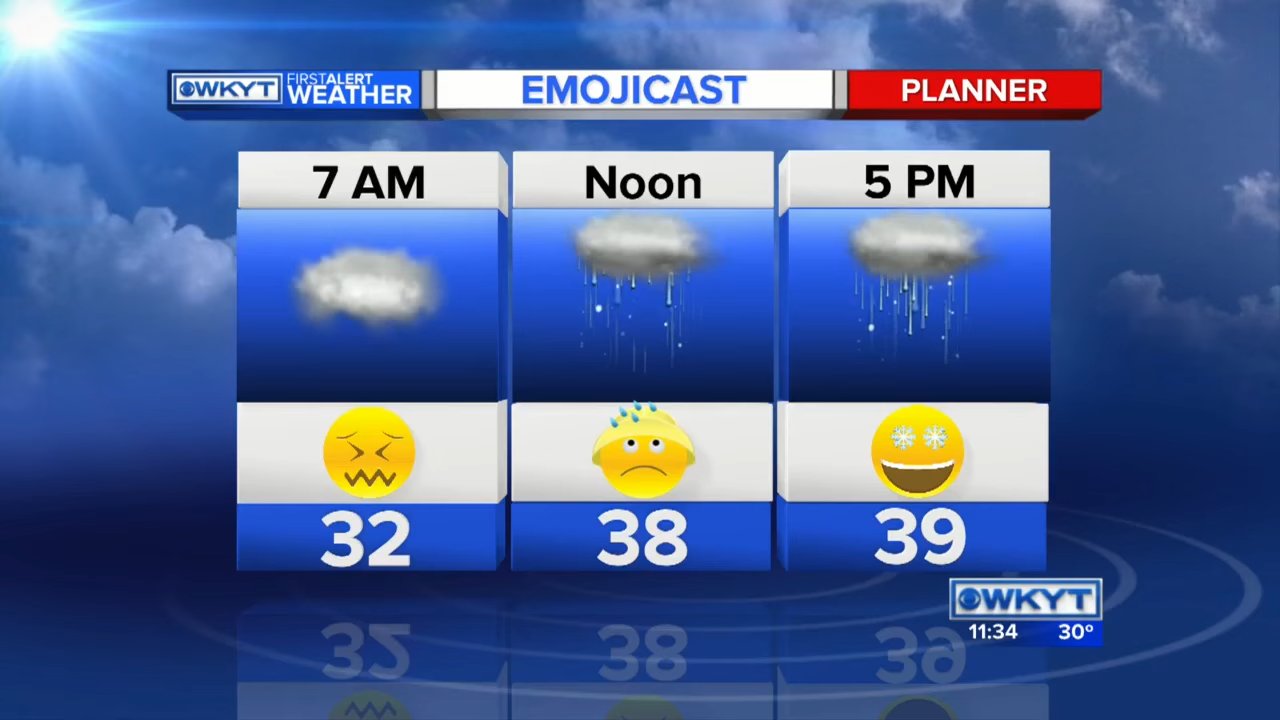 WKYT FIRST ALERT WEATHER
EMOJICAST
PLANNER
7 AM
Noon
5 PM
32
38
39
WKYT
11:34 30°